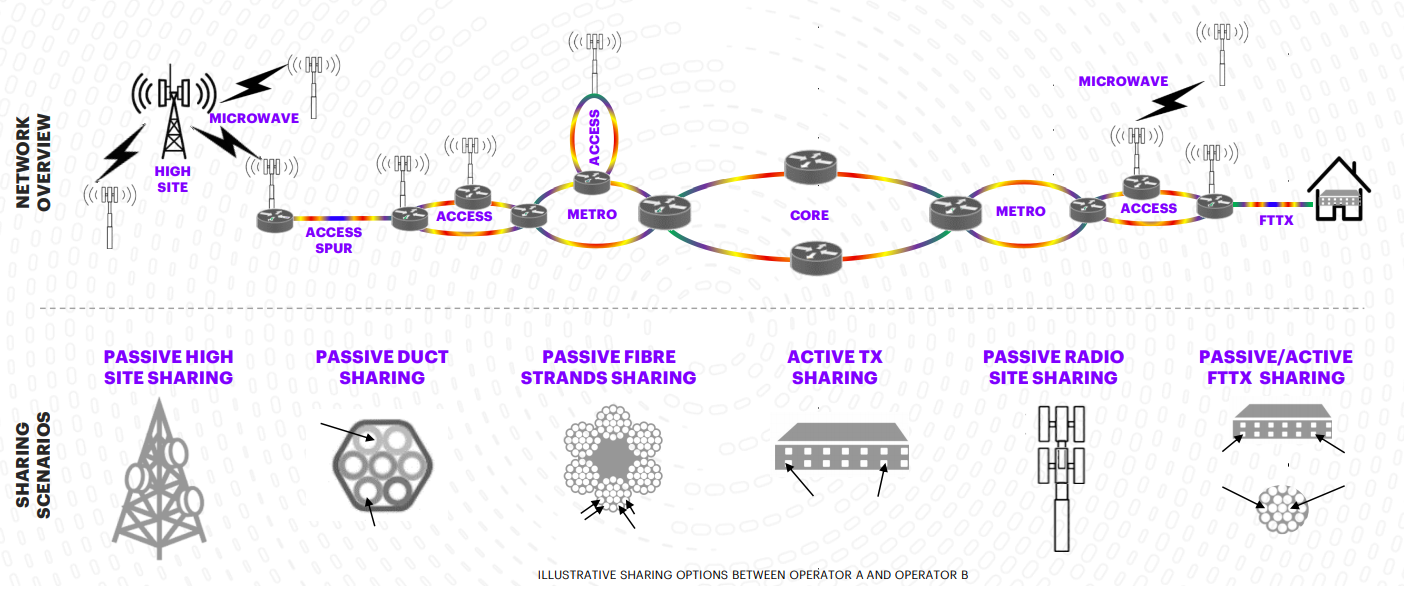 NETWORK
OVERVIEW
MICROWAVE
HIGH
SITE
ACCESS
SPUR
ACCESS
ACCESS
METRO
CORE
METRO
ACCESS
MICROWAVE
FTTX
SHARING
SCENARIOS
PASSIVE HIGH
SITE SHARING
PASSIVE DUCT
SHARING
PASSIVE FIBRE
STRANDS SHARING
ACTIVE TX
SHARING
PASSIVE RADIO
SITE SHARING
PASSIVE/ACTIVE
FTTX SHARING
ILLUSTRATIVE SHARING OPTIONS BETWEEN OPERATOR A AND OPERATOR B